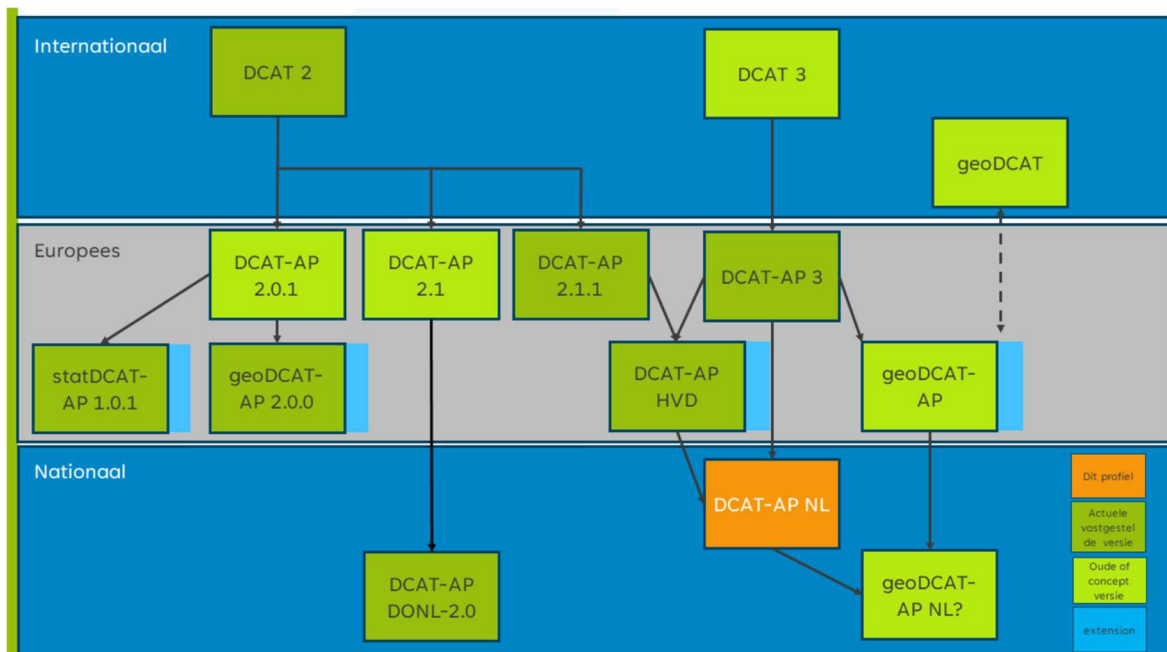 Internationaal
DCAT 2
DCAT 3
geoDCAT
Europees
DCAT-AP
2.0.1
DCAT-AP
2.1
DCAT-AP
2.1.1
DCAT-AP 3
statDCAT-
AP 1.0.1
geoDCAT-
AP 2.0.0
DCAT-AP
HVD
geoDCAT-
AP
Nationaal
DCAT-AP NL
DCAT-AP
DONL-2.0
geoDCAT-
AP NL?
Dit profiel
Actuele
vastgestel
de versie
Oude of
concept
versie
extension